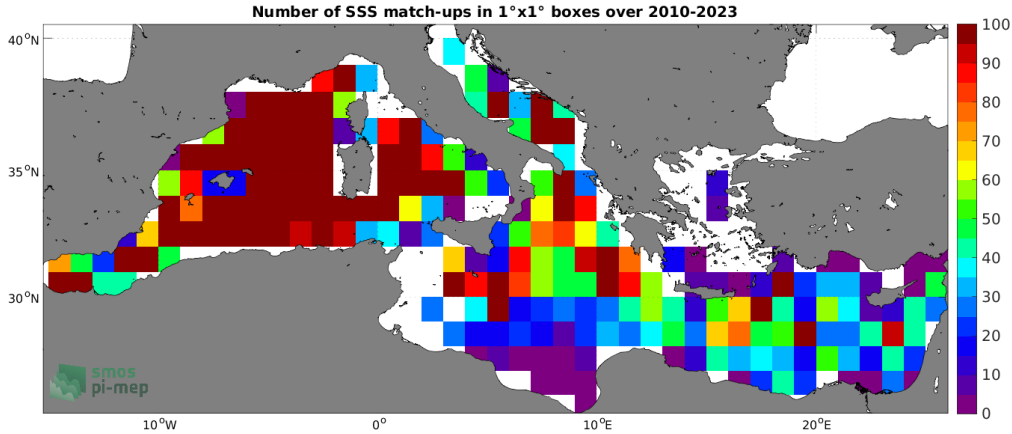 Number of SSS match-ups in 1°x1° boxes over 2010-2023
40°N
35°N
30°N
10°W
0°
10°E
20°E
100
90
80
70
60
50
40
30
20
10
0
smos
pi-mep